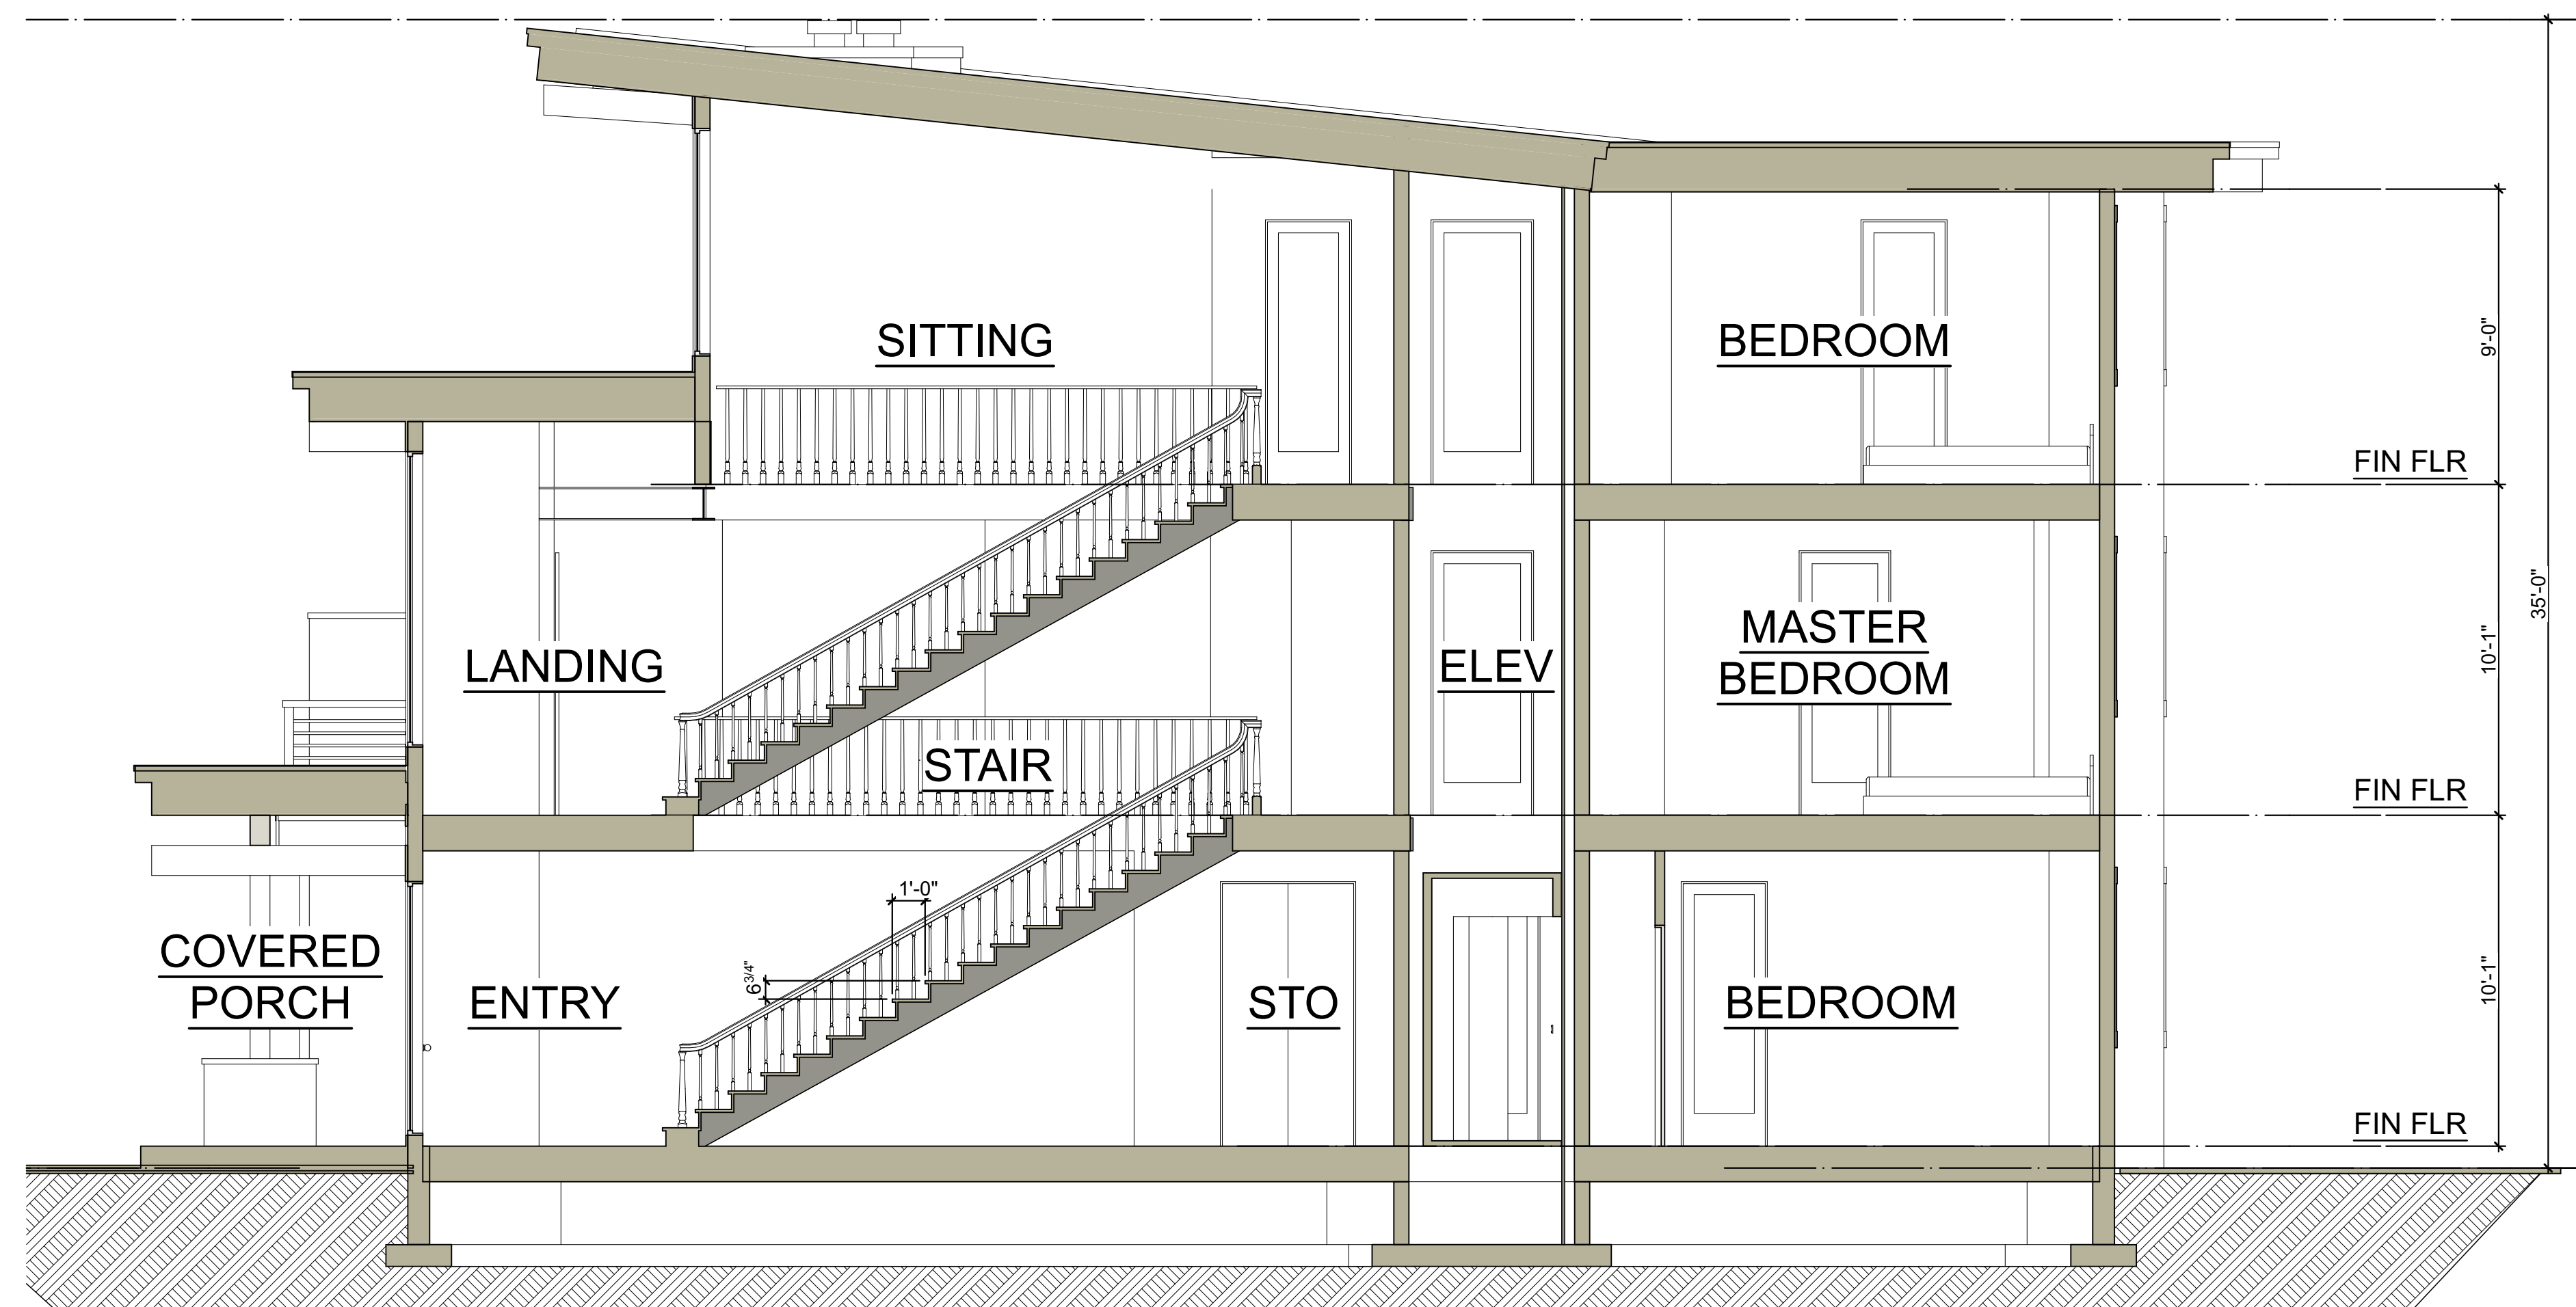 SITTING
BEDROOM
9'-0"
FIN FLR
35'-0"
LANDING
ELEV
MASTER
BEDROOM
10'-1"
STAIR
FIN FLR
1'-0"
6 3/4"
COVERED
PORCH
ENTRY
STO
BEDROOM
10'-1"
FIN FLR